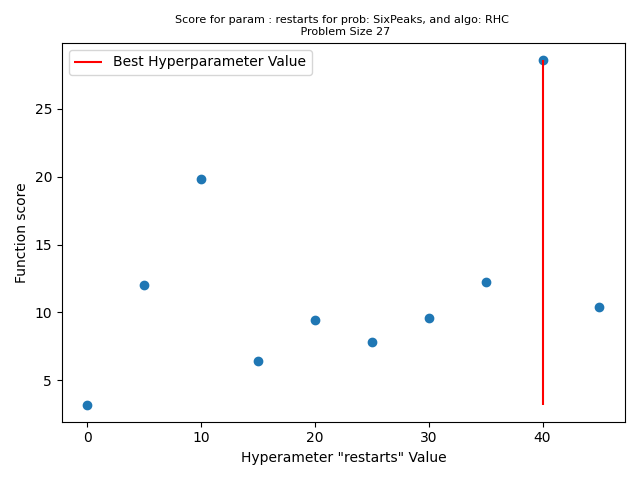 Score for param : restarts for prob: SixPeaks, and algo: RHC
Problem Size 27
Best Hyperparameter Value
Function score
25
20
15
10
5
0
10
20
30
40
Hyperameter "restarts" Value